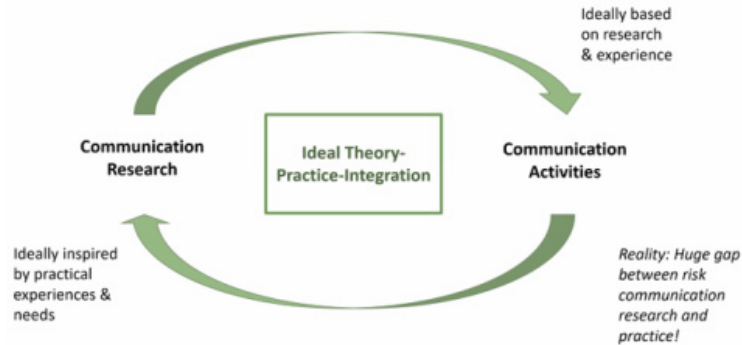 Ideally based
on research
& experience
Communication
Research
Ideal Theory-
Practice-Integration
Communication
Activities
Ideally inspired
by practical
experiences &
needs
Reality: Huge gap
between risk
communication
research and
practice!